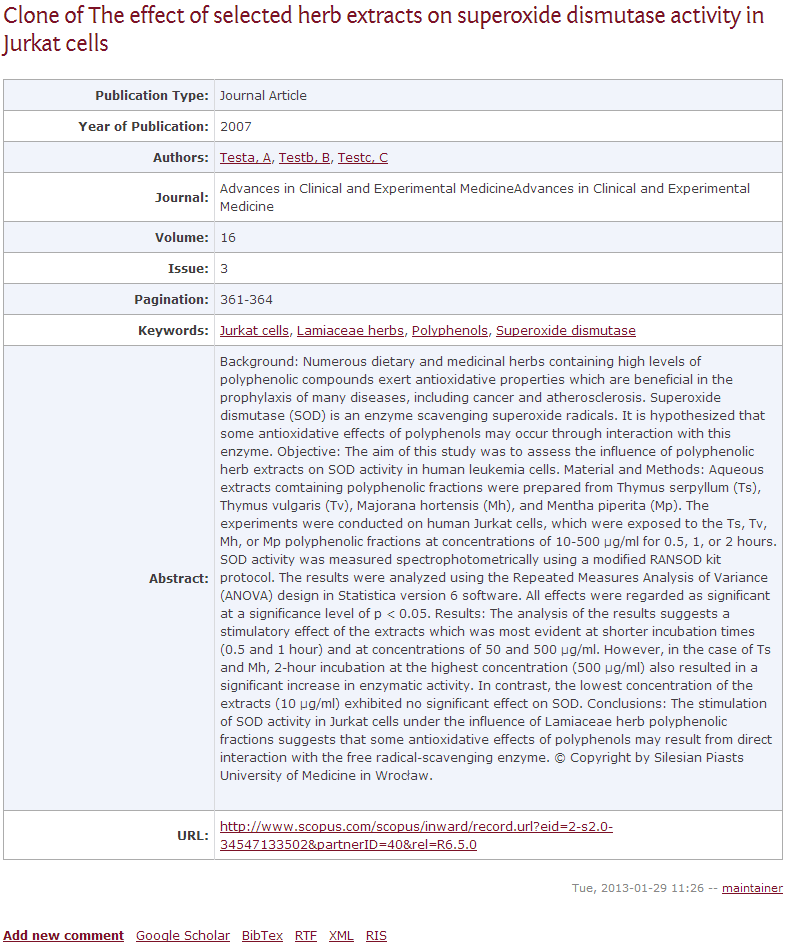 Clone of The effect of selected herb extracts on superoxide dismutase activity in
Jurkat cells
Publication Type: Journal Article
Year of Publication: 2007
Authors: Testa, A, Testb, B, Testc, C
Journal: Advances in Clinical and Experimental MedicineAdvances in Clinical and Experimental
Medicine
Volume: 16
Issue: 3
Pagination: 361-364
Keywords: Jurkat cells, Lamiaceae herbs, Polyphenols, Superoxide dismutase
Abstract:
Background: Numerous dietary and medicinal herbs containing high levels of
polyphenolic compounds exert antioxidative properties which are beneficial in the
prophylaxis of many diseases, including cancer and atherosclerosis. Superoxide
dismutase (SOD) is an enzyme scavenging superoxide radicals. It is hypothesized that
some antioxidative effects of polyphenols may occur through interaction with this
enzyme. Objective: The aim of this study was to assess the influence of polyphenolic
herb extracts on SOD activity in human leukemia cells. Material and Methods: Aqueous
extracts comtaining polyphenolic fractions were prepared from Thymus serpyllum (Ts),
Thymus vulgaris (Tv), Majorana hortensis (Mh), and Mentha piperita (Mp). The
experiments were conducted on human Jurkat cells, which were exposed to the Ts, Tv,
Mh, or Mp polyphenolic fractions at concentrations of 10-500 μg/ml for 0.5, 1, or 2 hours.
SOD activity was measured spectrophotometrically using a modified RANSOD kit
protocol. The results were analyzed using the Repeated Measures Analysis of Variance
(ANOVA) design in Statistica version 6 software. All effects were regarded as significant
at a significance level of p < 0.05. Results: The analysis of the results suggests a
stimulatory effect of the extracts which was most evident at shorter incubation times
(0.5 and 1 hour) and at concentrations of 50 and 500 μg/ml. However, in the case of Ts
and Mh, 2-hour incubation at the highest concentration (500 μg/ml) also resulted in a
significant increase in enzymatic activity. In contrast, the lowest concentration of the
extracts (10 μg/ml) exhibited no significant effect on SOD. Conclusions: The stimulation
of SOD activity in Jurkat cells under the influence of Lamiaceae herb polyphenolic
fractions suggests that some antioxidative effects of polyphenols may result from direct
interaction with the free radical-scavenging enzyme. © Copyright by Silesian Piasts
University of Medicine in Wrocław.
URL: http://www.scopus.com/scopus/inward/record.url?eid=2-s2.0-
34547133502&partnerID=40&rel=R6.5.0
Tue, 2013-01-29 11:26 -- maintainer
Add new comment Google Scholar BibTex RTF XML RIS